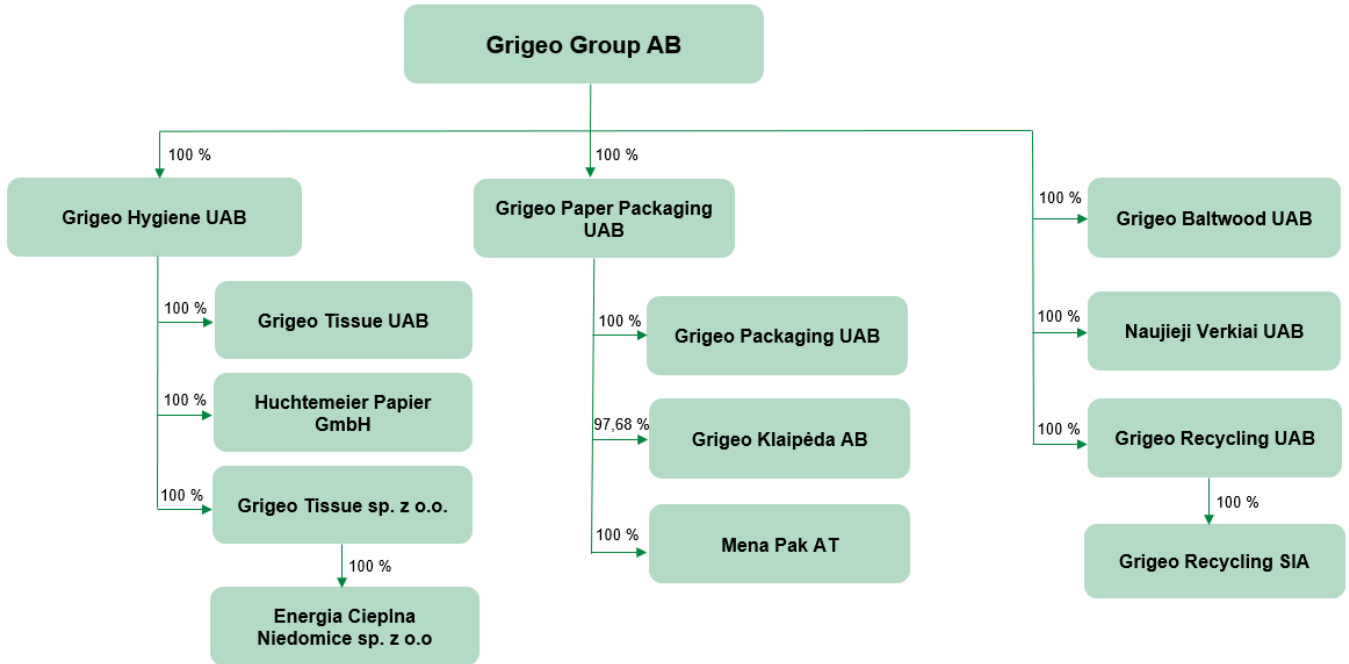 Grigeo Group AB
100 %
100 %
Grigeo Hygiene UAB
Grigeo Paper Packaging
UAB
100 %
Grigeo Baltwood UAB
100 %
Grigeo Tissue UAB
100 %
Grigeo Packaging UAB
100 %
Naujieji Verkiai UAB
100 %
Huchtemeier Papier
GmbH
97,68 %
Grigeo Klaipėda AB
100 %
Grigeo Recycling UAB
100 %
Grigeo Tissue sp. z o.o.
100 %
Mena Pak AT
100 %
Grigeo Recycling SIA
100 %
Energia Cieplna
Niedomice sp. z o.o